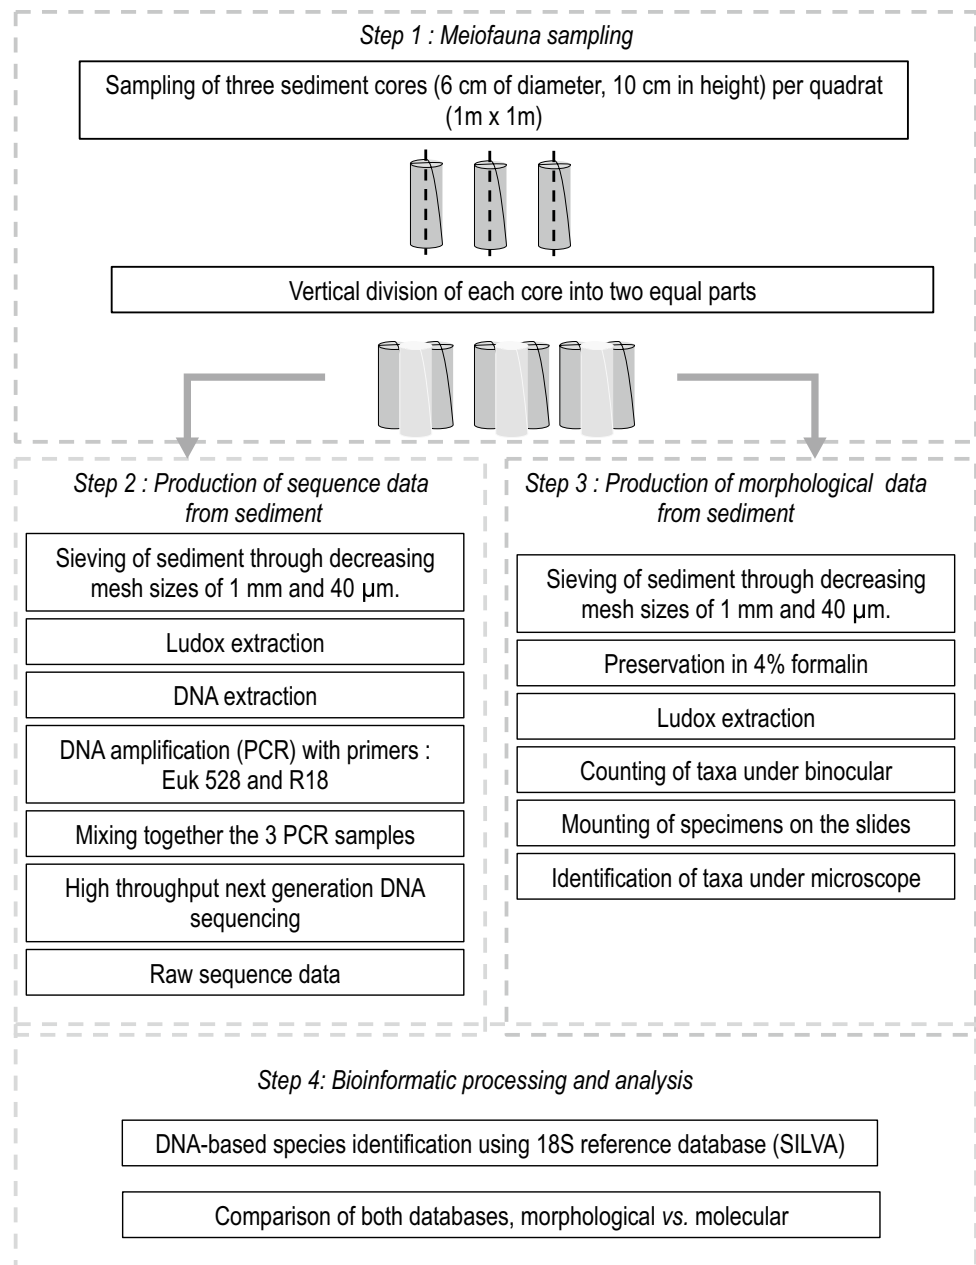 Step 1 : Meiofauna sampling
Sampling of three sediment cores (6 cm of diameter, 10 cm in height) per quadrat
(1m x 1m)
Vertical division of each core into two equal parts
Step 2 : Production of sequence data
from sediment
Sieving of sediment through decreasing
mesh sizes of 1 mm and 40 µm.
Ludox extraction
DNA extraction
DNA amplification (PCR) with primers :
Euk 528 and R18
Mixing together the 3 PCR samples
High throughput next generation DNA
sequencing
Raw sequence data
Step 3 : Production of morphological data
from sediment
Sieving of sediment through decreasing
mesh sizes of 1 mm and 40 µm.
Preservation in 4% formalin
Ludox extraction
Counting of taxa under binocular
Mounting of specimens on the slides
Identification of taxa under microscope
Step 4: Bioinformatic processing and analysis
DNA-based species identification using 18S reference database (SILVA)
Comparison of both databases, morphological vs. molecular